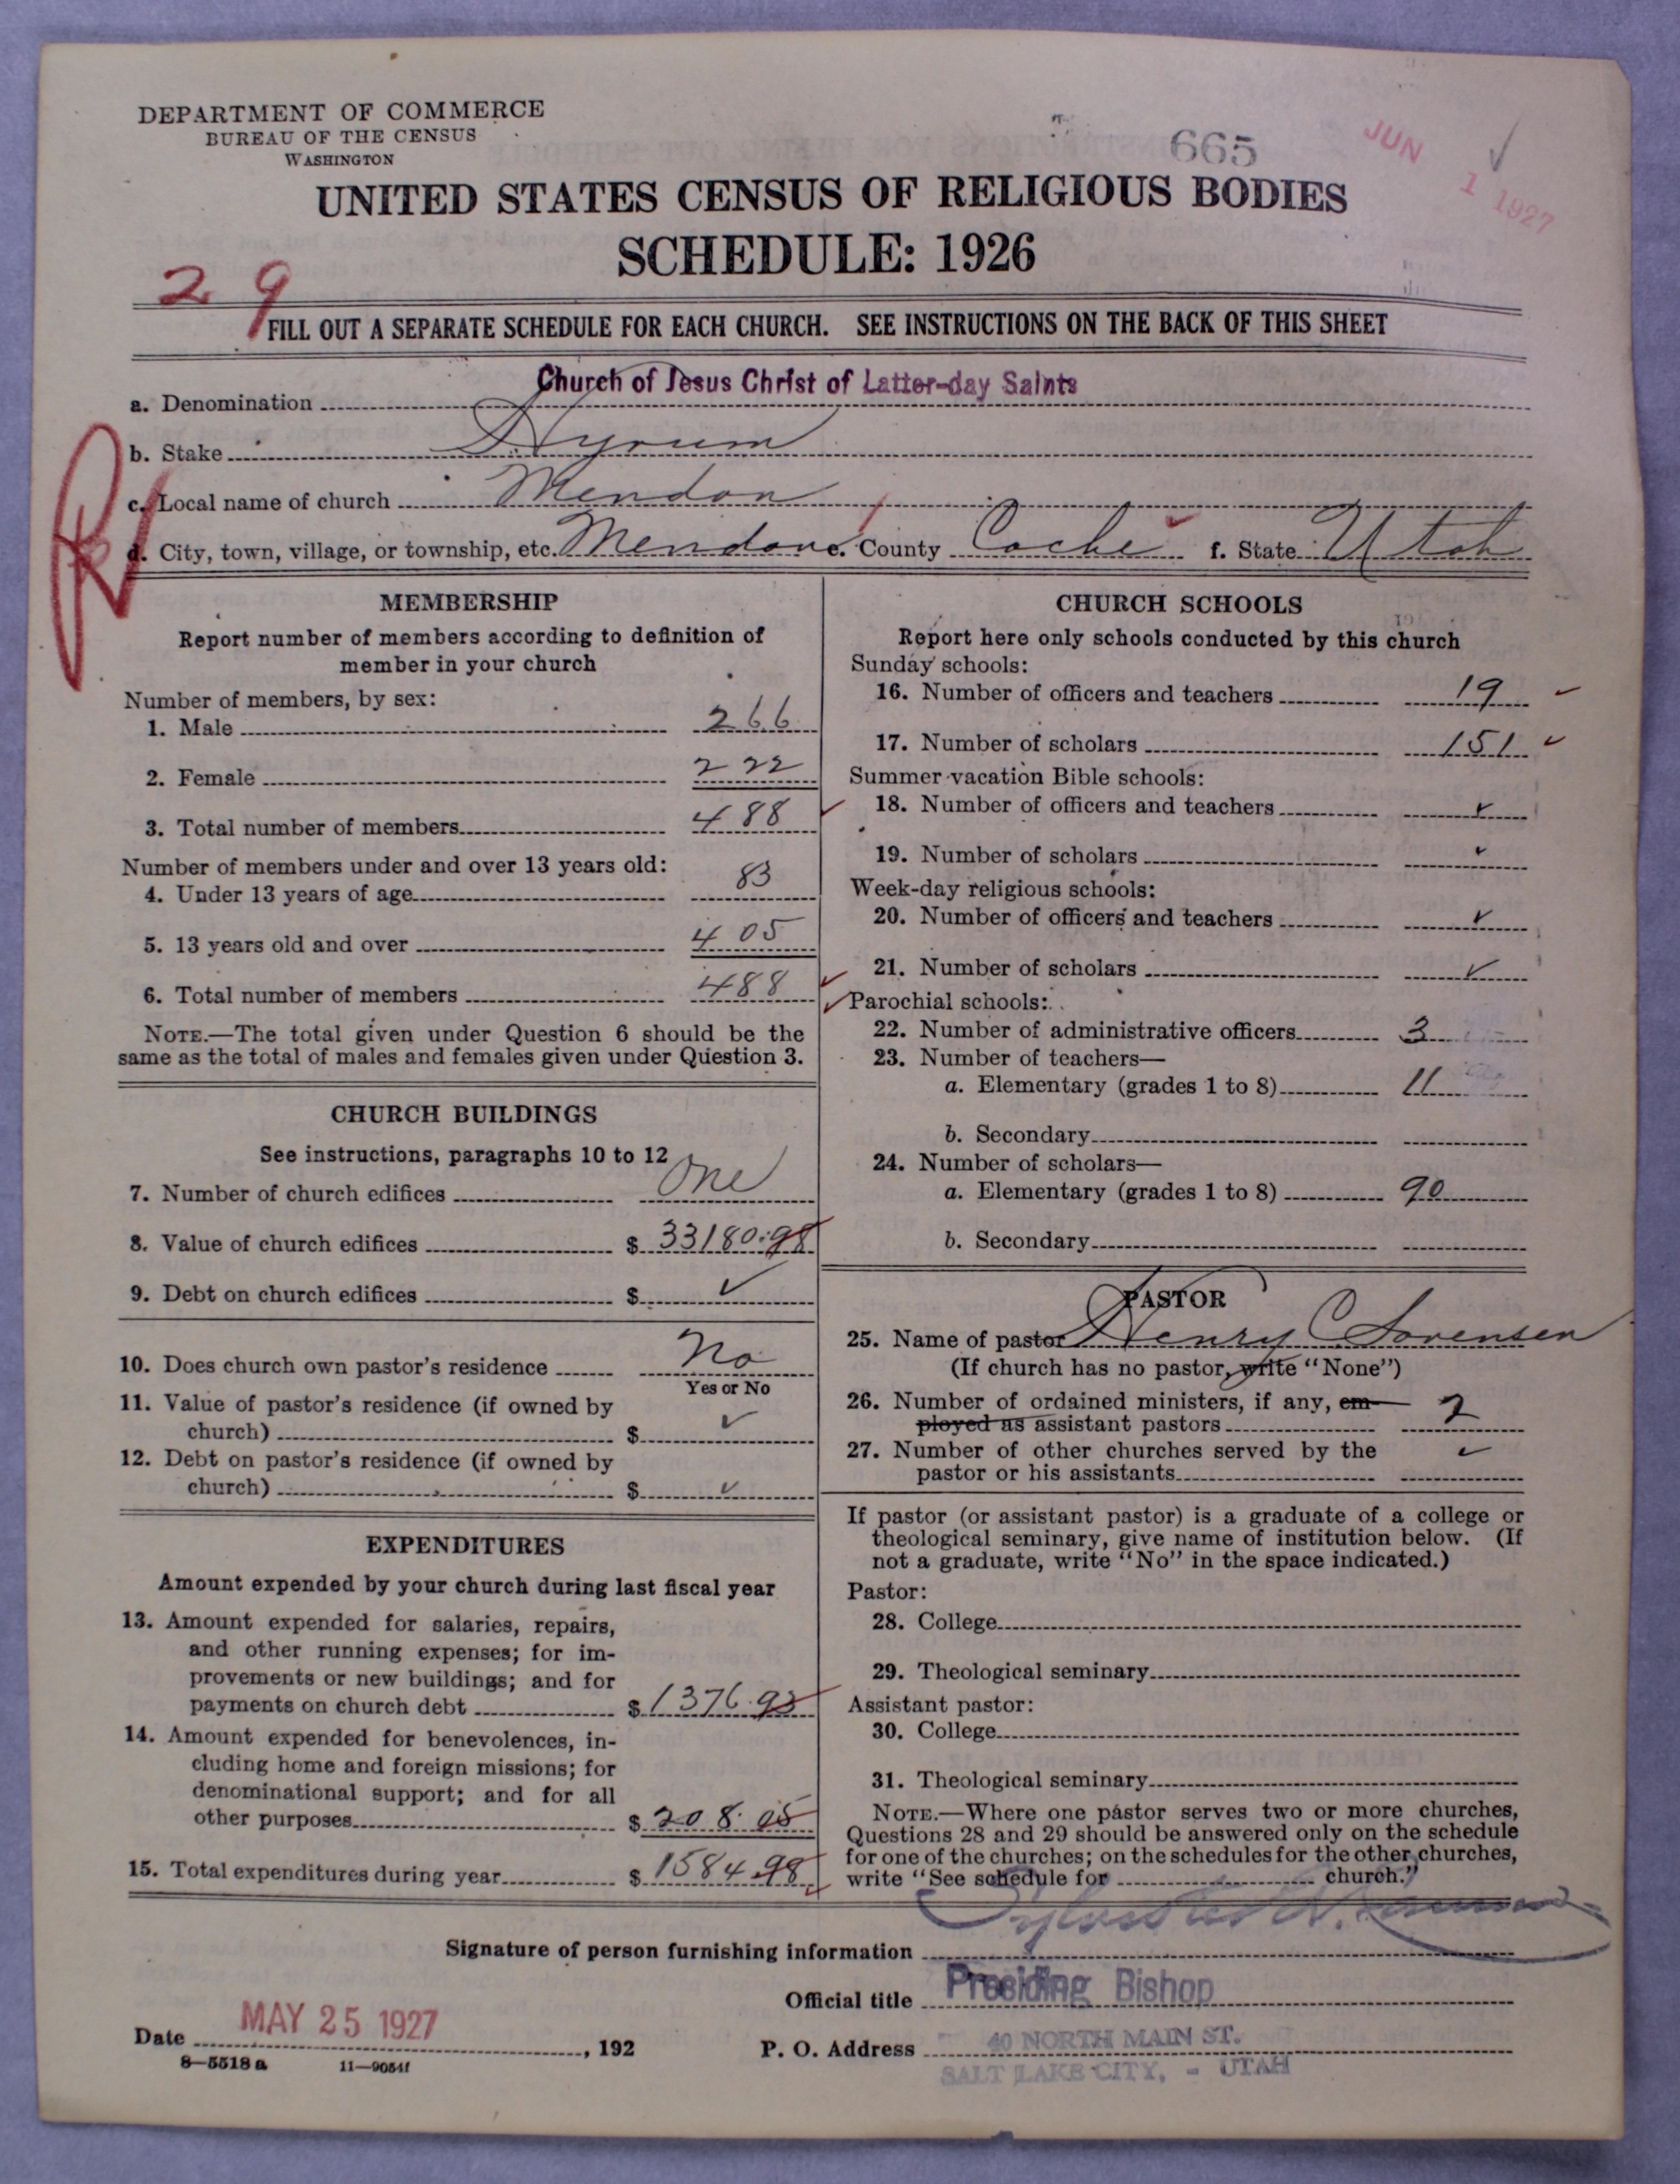 DEPARTMENT OF COMMERCE
BUREAU OF THE CENSUS
WASHINGTON
665
JUN 1 1927
UNITED STATES CENSUS OF RELIGIOUS BODIES
SCHEDULE: 1926
29
FILL OUT A SEPARATE SCHEDULE FOR EACH CHURCH. SEE INSTRUCTIONS ON THE BACK OF THIS SHEET
a. Denomination Church of Jesus Christ of Latter-day Saints
b. Stake Hyrum
c. Local name of church Mendon
d. City, town, village, or township, etc. Mendon e. County Cache f. State Utah
MEMBERSHIP
Report number of members according to definition of
member in your church
Number of members, by sex:
1. Male 266
2. Female 222
3. Total number of members 488
Number of members under and over 13 years old:
4. Under 13 years of age 83
5. 13 years old and over 405
6. Total number of members 488
NOTE.—The total given under Question 6 should be the
same as the total of males and females given under Question 3.
CHURCH BUILDINGS
See instructions, paragraphs 10 to 12
7. Number of church edifices One
8. Value of church edifices $ 33180.98
9. Debt on church edifices $ ✓
10. Does church own pastor's residence No
Yes or No
11. Value of pastor's residence (if owned by
church) $ ✓
12. Debt on pastor's residence (if owned by
church) $ ✓
EXPENDITURES
Amount expended by your church during last fiscal year
13. Amount expended for salaries, repairs,
and other running expenses; for im-
provements or new buildings; and for
payments on church debt $ 1376.93
14. Amount expended for benevolences, in-
cluding home and foreign missions; for
denominational support; and for all
other purposes $ 208.05
15. Total expenditures during year $ 1584.98
CHURCH SCHOOLS
Report here only schools conducted by this church
Sunday schools:
16. Number of officers and teachers 19 ✓
17. Number of scholars 151 ✓
Summer vacation Bible schools:
18. Number of officers and teachers ✓
19. Number of scholars ✓
Week-day religious schools:
20. Number of officers and teachers ✓
21. Number of scholars ✓
Parochial schools:
22. Number of administrative officers 3
23. Number of teachers—
a. Elementary (grades 1 to 8) 11
b. Secondary
24. Number of scholars—
a. Elementary (grades 1 to 8) 90
b. Secondary
PASTOR
25. Name of pastor Henry C. Sorensen
(If church has no pastor, write "None")
26. Number of ordained ministers, if any, em-
ployed as assistant pastors 2
27. Number of other churches served by the
pastor or his assistants ✓
If pastor (or assistant pastor) is a graduate of a college or
theological seminary, give name of institution below. (If
not a graduate, write "No" in the space indicated.)
Pastor:
28. College
29. Theological seminary
Assistant pastor:
30. College
31. Theological seminary
NOTE.—Where one pastor serves two or more churches,
Questions 28 and 29 should be answered only on the schedule
for one of the churches; on the schedules for the other churches,
write "See schedule for church."
Signature of person furnishing information Sylvester Q. Cannon
Official title Presiding Bishop
Date MAY 25 1927 , 192
P. O. Address 40 NORTH MAIN ST.
SALT LAKE CITY, - UTAH
8—5518a 11—9054f